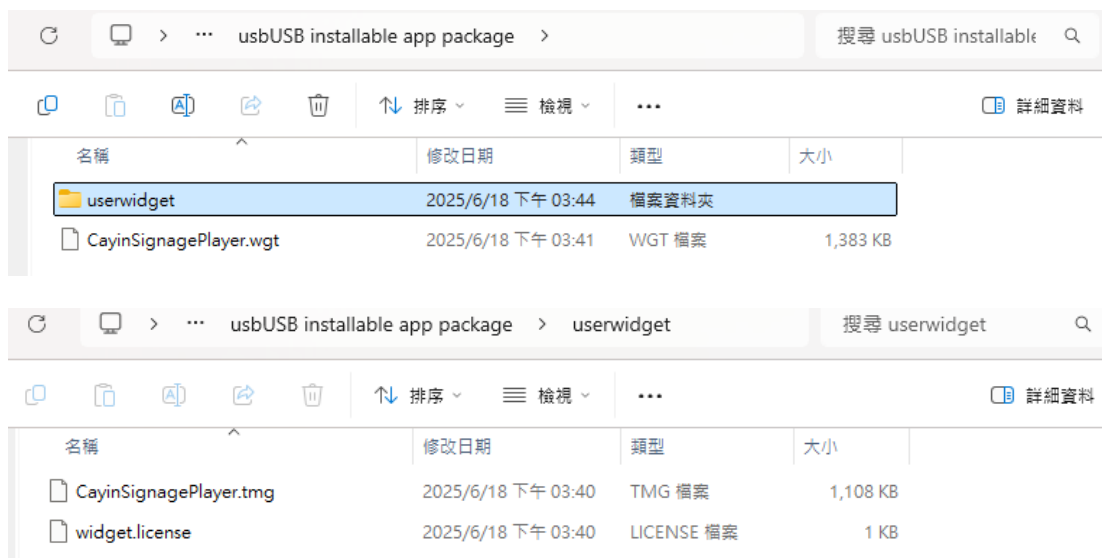 usbUSB installable app package
搜尋 usbUSB installable
排序 檢視 詳細資料
名稱 修改日期 類型 大小
userwidget 2025/6/18 下午 03:44 檔案資料夾
CayinSignagePlayer.wgt 2025/6/18 下午 03:41 WGT 檔案 1,383 KB
usbUSB installable app package > userwidget
搜尋 userwidget
排序 檢視 詳細資料
名稱 修改日期 類型 大小
CayinSignagePlayer.tmg 2025/6/18 下午 03:40 TMG 檔案 1,108 KB
widget.license 2025/6/18 下午 03:40 LICENSE 檔案 1 KB